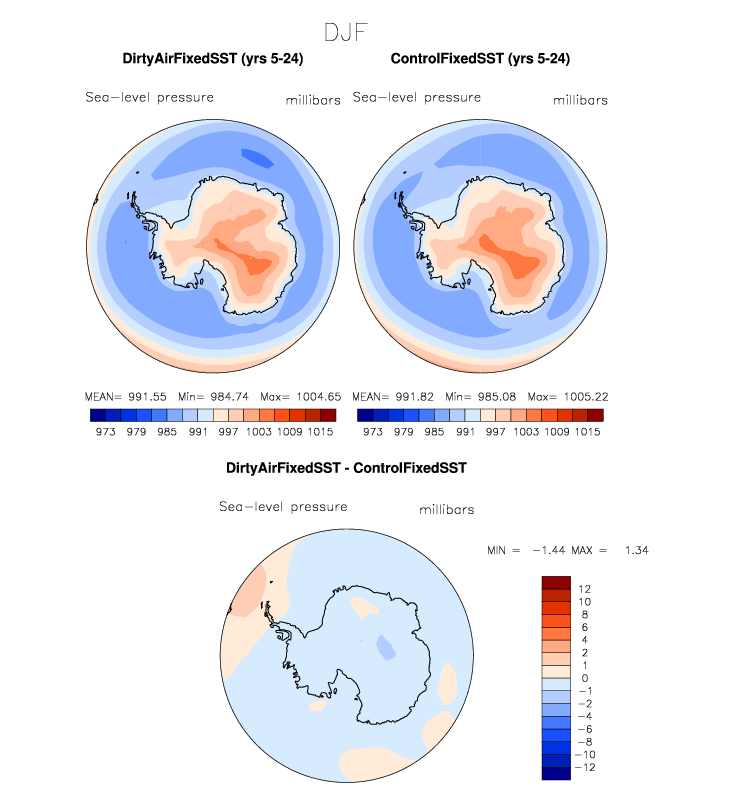 DJF
DirtyAirFixedSST (yrs 5-24) ControlFixedSST (yrs 5-24)
Sea-level pressure millibars Sea-level pressure millibars
MEAN= 991.55 Min= 984.74 Max= 1004.65 MEAN= 991.82 Min= 985.08 Max= 1005.22
973 979 985 991 997 1003 1009 1015 973 979 985 991 997 1003 1009 1015
DirtyAirFixedSST - ControlFixedSST
Sea-level pressure millibars
MIN = -1.44 MAX = 1.34
12
10
8
6
4
2
1
0
-1
-2
-4
-6
-8
-10
-12